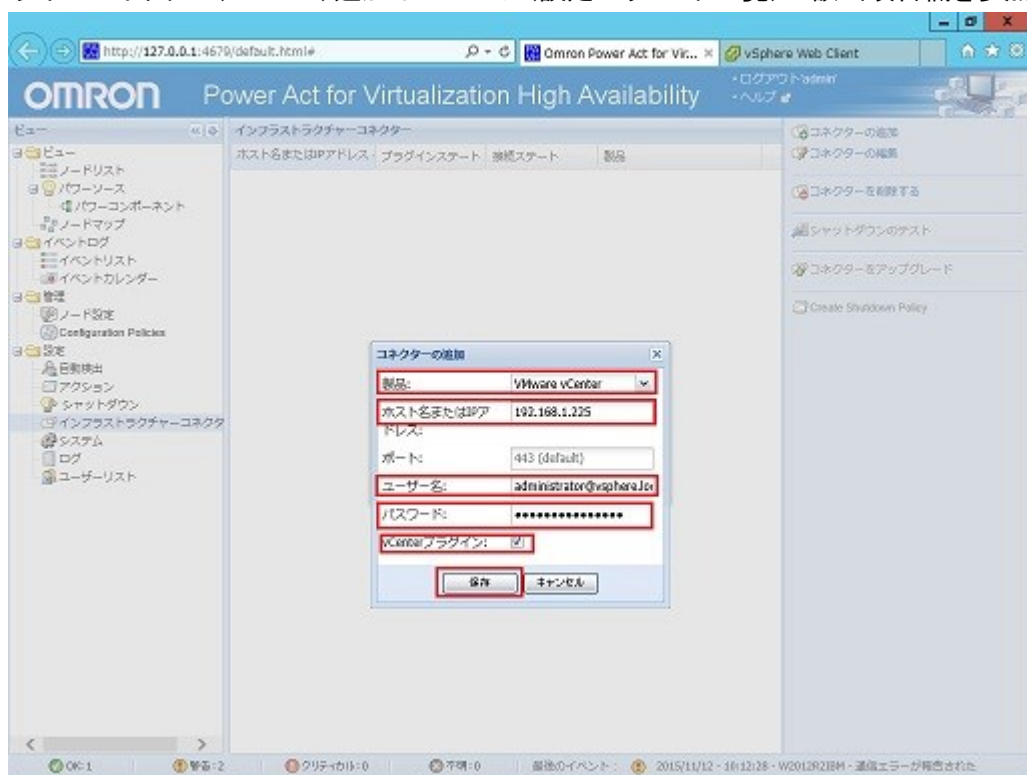 http://127.0.0.1:4679/default.html#
Omron Power Act for Vir...
vSphere Web Client
OMRON
Power Act for Virtualization High Availability
ログアウト 'admin'
ヘルプ
ビュー
インフラストラクチャーコネクター
ビュー
ノードリスト
パワーソース
パワーコンポーネント
ノードマップ
イベントログ
イベントリスト
イベントカレンダー
管理
ノード設定
Configuration Policies
設定
自動検出
アクション
シャットダウン
インフラストラクチャーコネクタ
システム
ログ
ユーザーリスト
ホスト名またはIPアドレス
プラグインステート
接続ステート
製品
コネクターの追加
コネクターの編集
コネクターを削除する
シャットダウンのテスト
コネクターをアップグレード
Create Shutdown Policy
コネクターの追加
製品:
VMware vCenter
ホスト名またはIPア
ドレス:
192.168.1.225
ポート:
443 (default)
ユーザー名:
administrator@vsphere.loc
パスワード:
•••••••••••••••
vCenterプラグイン:
保存
キャンセル
OK:1
警告:2
クリティカル:0
不明:0
最後のイベント:
2015/11/12 - 10:12:28 - W2012R2IBM - 通信エラーが報告された